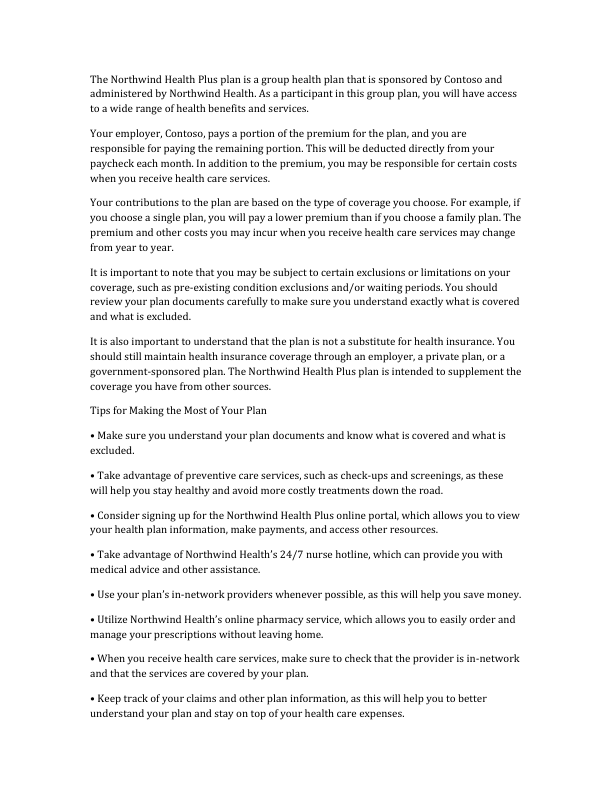 The Northwind Health Plus plan is a group health plan that is sponsored by Contoso and
administered by Northwind Health. As a participant in this group plan, you will have access
to a wide range of health benefits and services.
Your employer, Contoso, pays a portion of the premium for the plan, and you are
responsible for paying the remaining portion. This will be deducted directly from your
paycheck each month. In addition to the premium, you may be responsible for certain costs
when you receive health care services.
Your contributions to the plan are based on the type of coverage you choose. For example, if
you choose a single plan, you will pay a lower premium than if you choose a family plan. The
premium and other costs you may incur when you receive health care services may change
from year to year.
It is important to note that you may be subject to certain exclusions or limitations on your
coverage, such as pre-existing condition exclusions and/or waiting periods. You should
review your plan documents carefully to make sure you understand exactly what is covered
and what is excluded.
It is also important to understand that the plan is not a substitute for health insurance. You
should still maintain health insurance coverage through an employer, a private plan, or a
government-sponsored plan. The Northwind Health Plus plan is intended to supplement the
coverage you have from other sources.
Tips for Making the Most of Your Plan
• Make sure you understand your plan documents and know what is covered and what is
excluded.
• Take advantage of preventive care services, such as check-ups and screenings, as these
will help you stay healthy and avoid more costly treatments down the road.
• Consider signing up for the Northwind Health Plus online portal, which allows you to view
your health plan information, make payments, and access other resources.
• Take advantage of Northwind Health's 24/7 nurse hotline, which can provide you with
medical advice and other assistance.
• Use your plan's in-network providers whenever possible, as this will help you save money.
• Utilize Northwind Health's online pharmacy service, which allows you to easily order and
manage your prescriptions without leaving home.
• When you receive health care services, make sure to check that the provider is in-network
and that the services are covered by your plan.
• Keep track of your claims and other plan information, as this will help you to better
understand your plan and stay on top of your health care expenses.